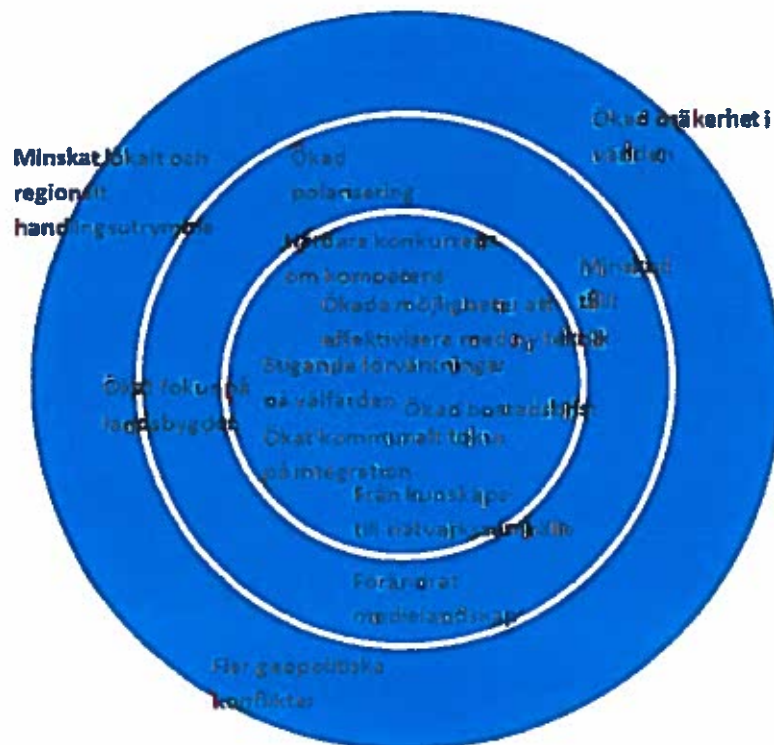 Ökad osäkerhet i
världen
Minskat lokalt och
regionalt
handlingsutrymme
Ökad
polarisering
Hårdare konkurrens
om kompetens
Minskad
tillit
Ökade möjligheter att
effektivisera med ny teknik
Stigande förväntningar
på välfärden
Ökad bostadsbrist
Ökat fokus på
landsbygden
Ökat kommunalt fokus
på integration
Från kunskaps-
till nätverkssamhälle
Förändrat
medielandskap
Fler geopolitiska
konflikter